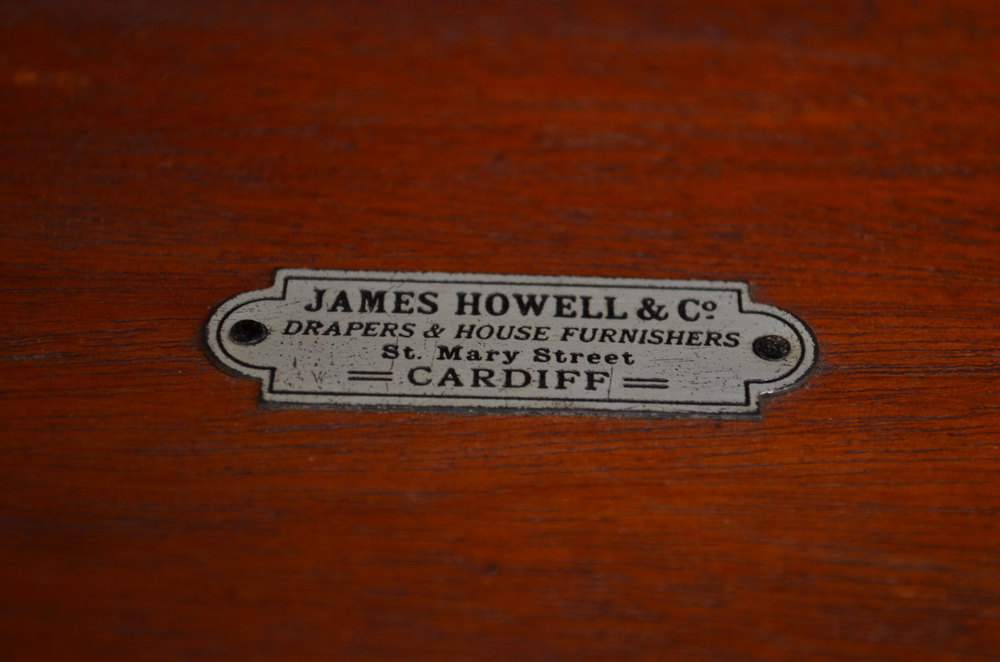 JAMES HOWELL & Cº.
DRAPERS & HOUSE FURNISHERS
St. Mary Street
CARDIFF